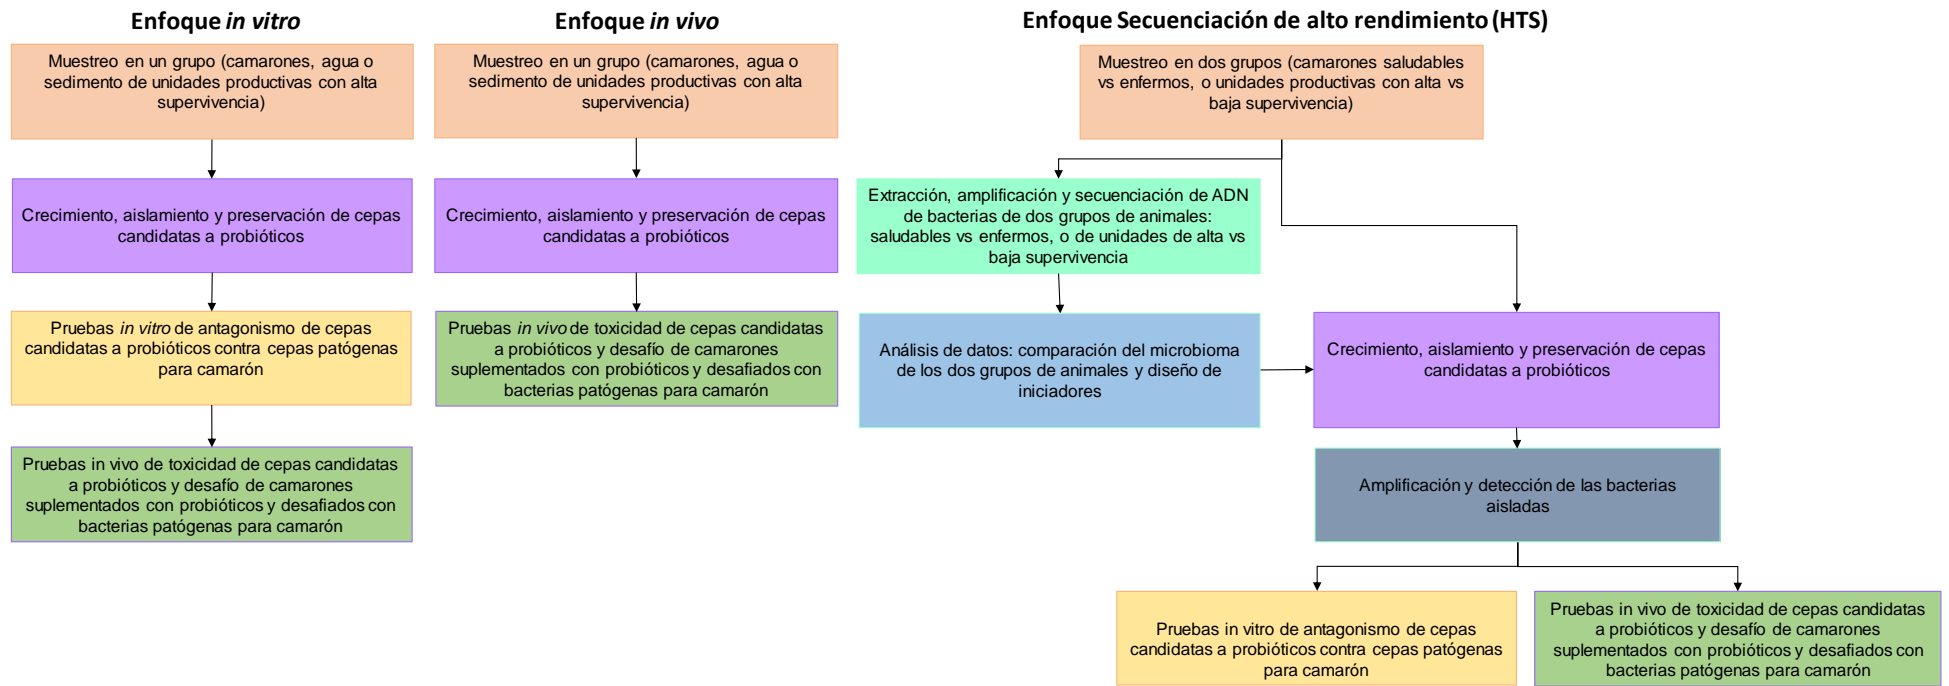 Enfoque in vitro
Muestreo en un grupo (camarones, agua o
sedimento de unidades productivas con alta
supervivencia)
Crecimiento, aislamiento y preservación de cepas
candidatas a probióticos
Pruebas in vitro de antagonismo de cepas
candidatas a probióticos contra cepas patógenas
para camarón
Pruebas in vivo de toxicidad de cepas candidatas
a probióticos y desafío de camarones
suplementados con probióticos y desafiados con
bacterias patógenas para camarón
Enfoque in vivo
Muestreo en un grupo (camarones, agua o
sedimento de unidades productivas con alta
supervivencia)
Crecimiento, aislamiento y preservación de cepas
candidatas a probióticos
Pruebas in vivo de toxicidad de cepas candidatas
a probióticos y desafío de camarones
suplementados con probióticos y desafiados con
bacterias patógenas para camarón
Enfoque Secuenciación de alto rendimiento (HTS)
Muestreo en dos grupos (camarones saludables
vs enfermos, o unidades productivas con alta vs
baja supervivencia)
Extracción, amplificación y secuenciación de ADN
de bacterias de dos grupos de animales:
saludables vs enfermos, o de unidades de alta vs
baja supervivencia
Análisis de datos: comparación del microbioma
de los dos grupos de animales y diseño de
iniciadores
Crecimiento, aislamiento y preservación de cepas
candidatas a probióticos
Amplificación y detección de las bacterias
aisladas
Pruebas in vitro de antagonismo de cepas
candidatas a probióticos contra cepas patógenas
para camarón
Pruebas in vivo de toxicidad de cepas candidatas
a probióticos y desafío de camarones
suplementados con probióticos y desafiados con
bacterias patógenas para camarón